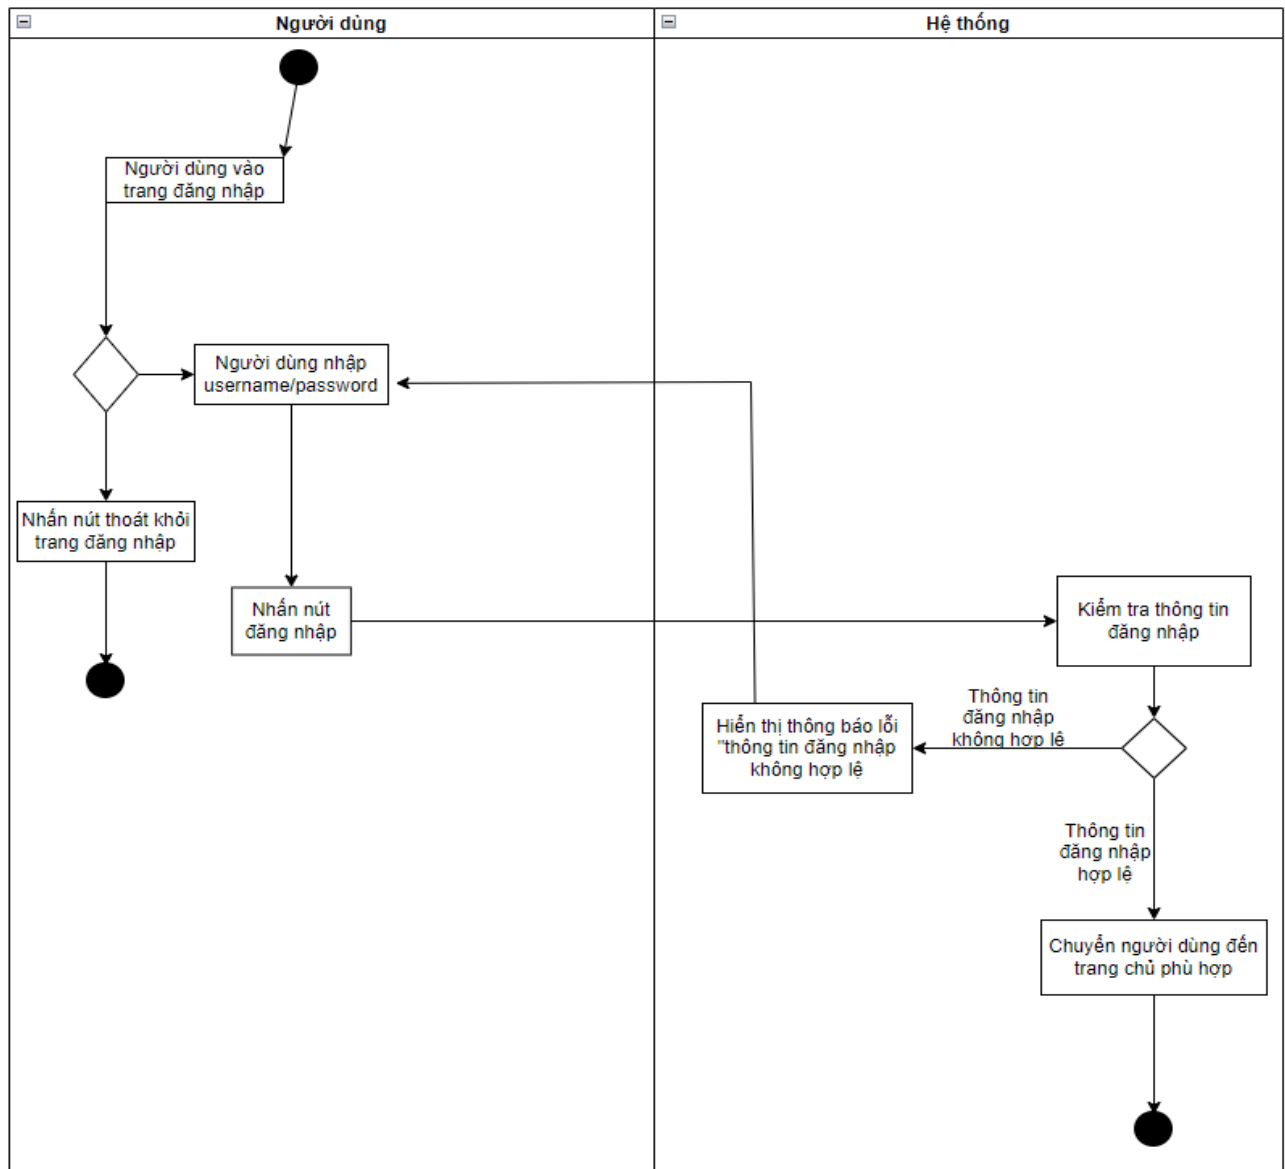 Người dùng
Hệ thống
Người dùng vào
trang đăng nhập
Người dùng nhập
username/password
Nhấn nút thoát khỏi
trang đăng nhập
Nhấn nút
đăng nhập
Kiểm tra thông tin
đăng nhập
Thông tin
đăng nhập
không hợp lệ
Hiển thị thông báo lỗi
"thông tin đăng nhập
không hợp lệ
Thông tin
đăng nhập
hợp lệ
Chuyển người dùng đến
trang chủ phù hợp